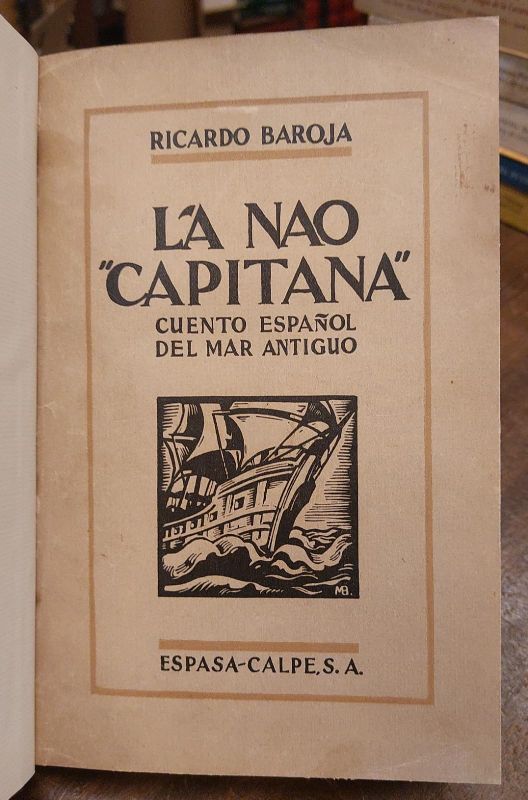 RICARDO BAROJA
LA NAO
"CAPITANA"
CUENTO ESPAÑOL
DEL MAR ANTIGUO
MB.
ESPASA-CALPE, S. A.